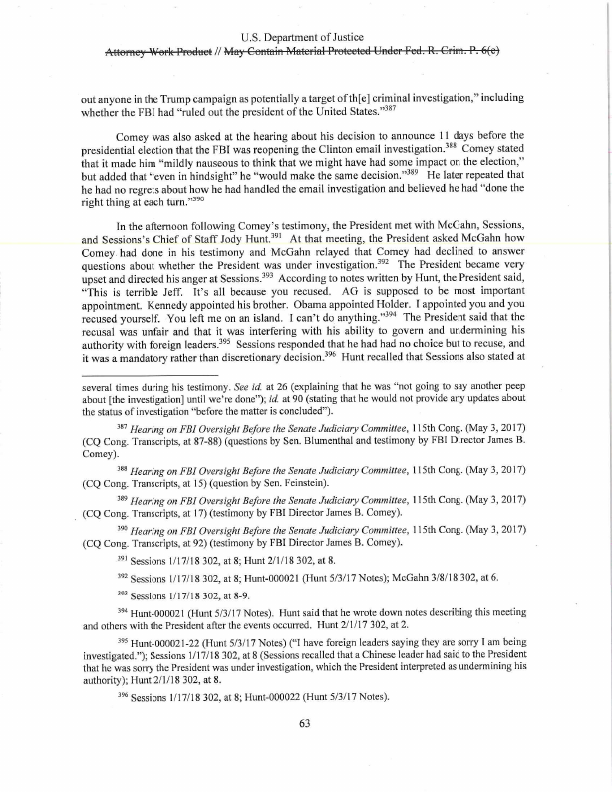 U.S. Department of Justice
Attorney Work Product // May Contain Material Protected Under Fed. R. Crim. P. 6(e)
out anyone in the Trump campaign as potentially a target of th[e] criminal investigation,” including
whether the FBI had “ruled out the president of the United States.”387
Comey was also asked at the hearing about his decision to announce 11 days before the
presidential election that the FBI was reopening the Clinton email investigation.388 Comey stated
that it made him “mildly nauseous to think that we might have had some impact on the election,”
but added that “even in hindsight” he “would make the same decision.”389 He later repeated that
he had no regrets about how he had handled the email investigation and believed he had “done the
right thing at each turn.”390
In the afternoon following Comey’s testimony, the President met with McGahn, Sessions,
and Sessions’s Chief of Staff Jody Hunt.391 At that meeting, the President asked McGahn how
Comey had done in his testimony and McGahn relayed that Comey had declined to answer
questions about whether the President was under investigation.392 The President became very
upset and directed his anger at Sessions.393 According to notes written by Hunt, the President said,
“This is terrible Jeff. It’s all because you recused. AG is supposed to be most important
appointment. Kennedy appointed his brother. Obama appointed Holder. I appointed you and you
recused yourself. You left me on an island. I can’t do anything.”394 The President said that the
recusal was unfair and that it was interfering with his ability to govern and undermining his
authority with foreign leaders.395 Sessions responded that he had had no choice but to recuse, and
it was a mandatory rather than discretionary decision.396 Hunt recalled that Sessions also stated at
several times during his testimony. See id. at 26 (explaining that he was “not going to say another peep
about [the investigation] until we’re done”); id. at 90 (stating that he would not provide any updates about
the status of investigation “before the matter is concluded”).
387 Hearing on FBI Oversight Before the Senate Judiciary Committee, 115th Cong. (May 3, 2017)
(CQ Cong. Transcripts, at 87-88) (questions by Sen. Blumenthal and testimony by FBI Director James B.
Comey).
388 Hearing on FBI Oversight Before the Senate Judiciary Committee, 115th Cong. (May 3, 2017)
(CQ Cong. Transcripts, at 15) (question by Sen. Feinstein).
389 Hearing on FBI Oversight Before the Senate Judiciary Committee, 115th Cong. (May 3, 2017)
(CQ Cong. Transcripts, at 17) (testimony by FBI Director James B. Comey).
390 Hearing on FBI Oversight Before the Senate Judiciary Committee, 115th Cong. (May 3, 2017)
(CQ Cong. Transcripts, at 92) (testimony by FBI Director James B. Comey).
391 Sessions 1/17/18 302, at 8; Hunt 2/1/18 302, at 8.
392 Sessions 1/17/18 302, at 8; Hunt-000021 (Hunt 5/3/17 Notes); McGahn 3/8/18 302, at 6.
393 Sessions 1/17/18 302, at 8-9.
394 Hunt-000021 (Hunt 5/3/17 Notes). Hunt said that he wrote down notes describing this meeting
and others with the President after the events occurred. Hunt 2/1/17 302, at 2.
395 Hunt-000021-22 (Hunt 5/3/17 Notes) (“I have foreign leaders saying they are sorry I am being
investigated.”); Sessions 1/17/18 302, at 8 (Sessions recalled that a Chinese leader had said to the President
that he was sorry the President was under investigation, which the President interpreted as undermining his
authority); Hunt 2/1/18 302, at 8.
396 Sessions 1/17/18 302, at 8; Hunt-000022 (Hunt 5/3/17 Notes).
63